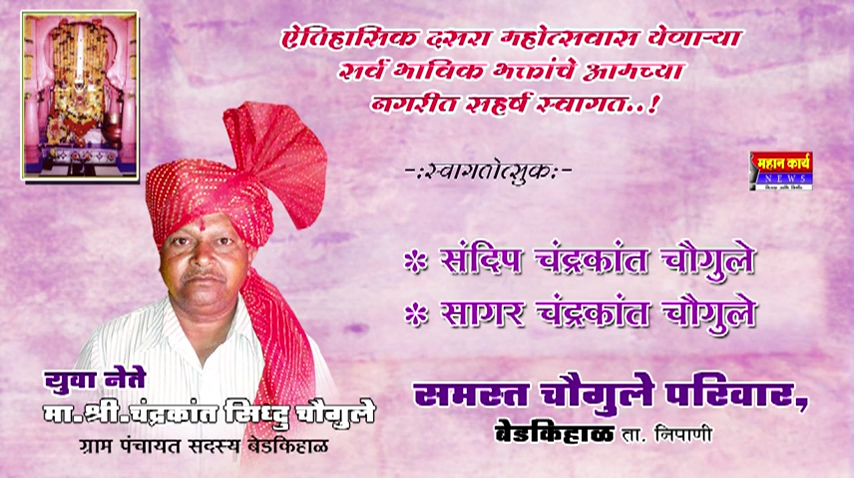 ऐतिहासिक दसरा महोत्सवास येणाऱ्या
सर्व भाविक भक्तांचे आमच्या
नगरीत सहर्ष स्वागत..!
-:स्वागतोत्सुक:-
महान कार्य
NEWS
* संदिप चंद्रकांत चौगुले
* सागर चंद्रकांत चौगुले
युवा नेते
मा.श्री.चंद्रकांत सिध्दु चौगुले
ग्राम पंचायत सदस्य बेडकिहाळ
समस्त चौगुले परिवार,
बेडकिहाळ ता. निपाणी